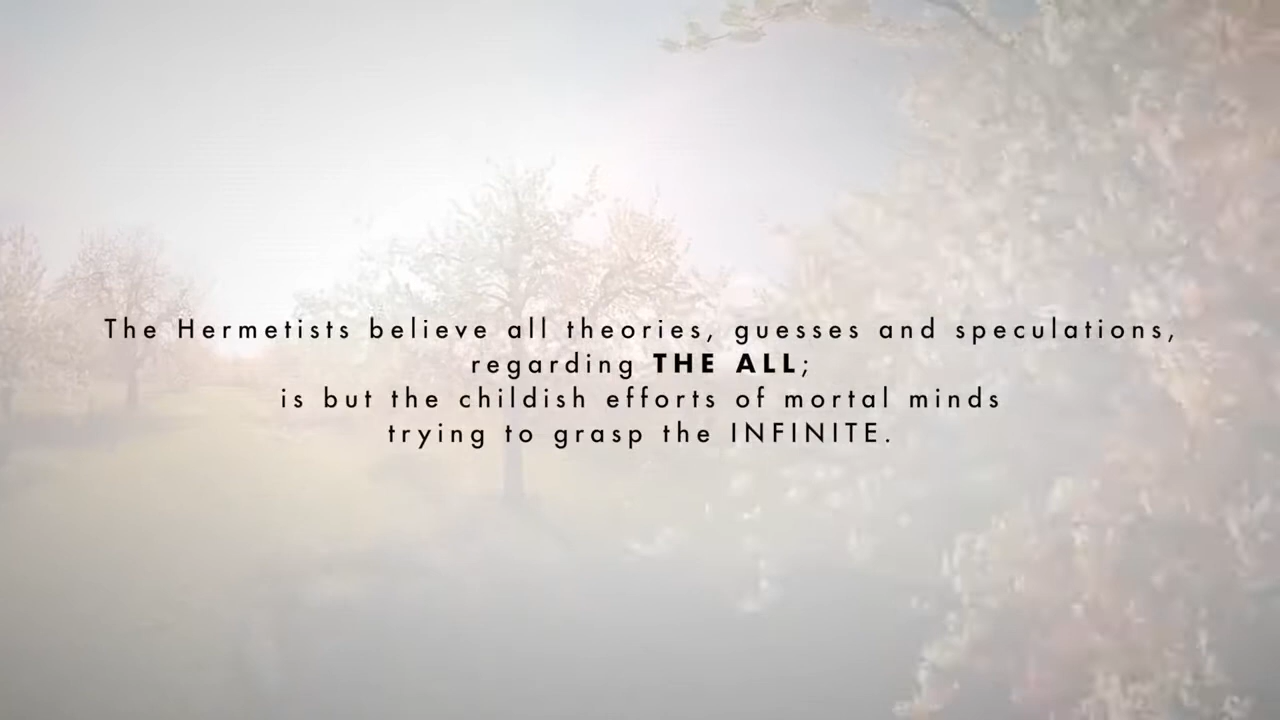 The Hermetists believe all theories, guesses and speculations,
regarding THE ALL;
is but the childish efforts of mortal minds
trying to grasp the INFINITE.